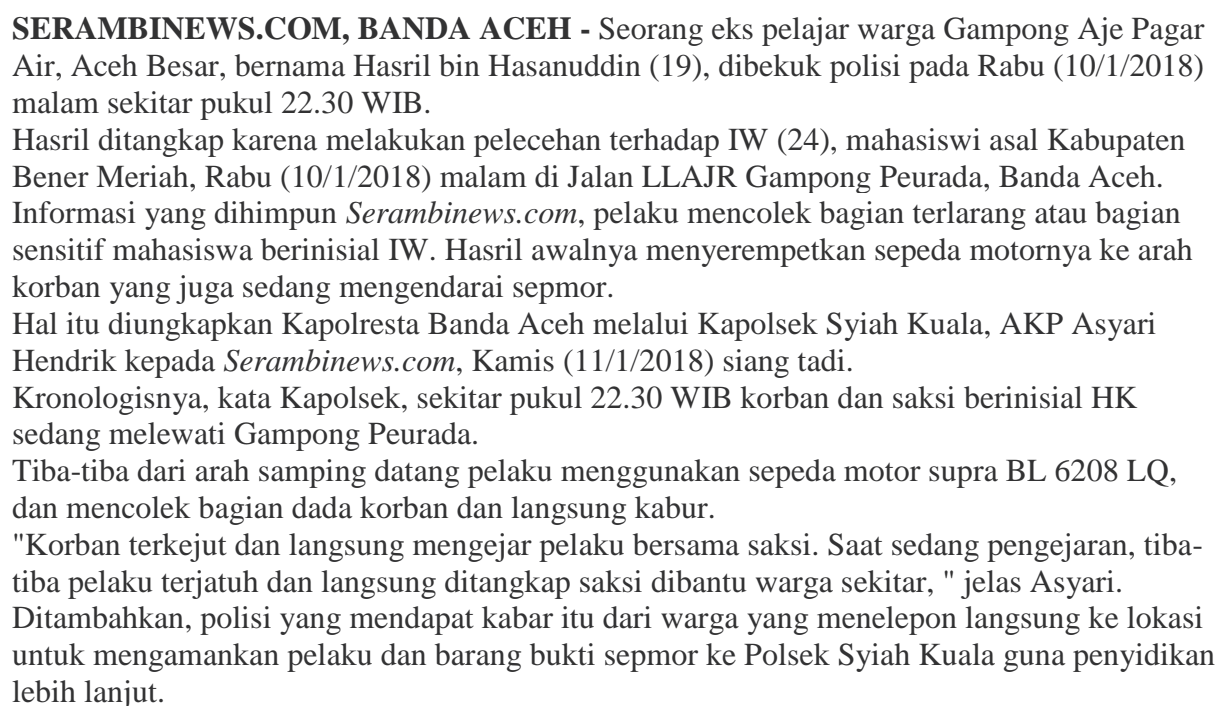 SERAMBINEWS.COM, BANDA ACEH - Seorang eks pelajar warga Gampong Aje Pagar
Air, Aceh Besar, bernama Hasril bin Hasanuddin (19), dibekuk polisi pada Rabu (10/1/2018)
malam sekitar pukul 22.30 WIB.
Hasril ditangkap karena melakukan pelecehan terhadap IW (24), mahasiswi asal Kabupaten
Bener Meriah, Rabu (10/1/2018) malam di Jalan LLAJR Gampong Peurada, Banda Aceh.
Informasi yang dihimpun Serambinews.com, pelaku mencolek bagian terlarang atau bagian
sensitif mahasiswa berinisial IW. Hasril awalnya menyerempetkan sepeda motornya ke arah
korban yang juga sedang mengendarai sepmor.
Hal itu diungkapkan Kapolresta Banda Aceh melalui Kapolsek Syiah Kuala, AKP Asyari
Hendrik kepada Serambinews.com, Kamis (11/1/2018) siang tadi.
Kronologisnya, kata Kapolsek, sekitar pukul 22.30 WIB korban dan saksi berinisial HK
sedang melewati Gampong Peurada.
Tiba-tiba dari arah samping datang pelaku menggunakan sepeda motor supra BL 6208 LQ,
dan mencolek bagian dada korban dan langsung kabur.
"Korban terkejut dan langsung mengejar pelaku bersama saksi. Saat sedang pengejaran, tiba-
tiba pelaku terjatuh dan langsung ditangkap saksi dibantu warga sekitar, " jelas Asyari.
Ditambahkan, polisi yang mendapat kabar itu dari warga yang menelepon langsung ke lokasi
untuk mengamankan pelaku dan barang bukti sepmor ke Polsek Syiah Kuala guna penyidikan
lebih lanjut.